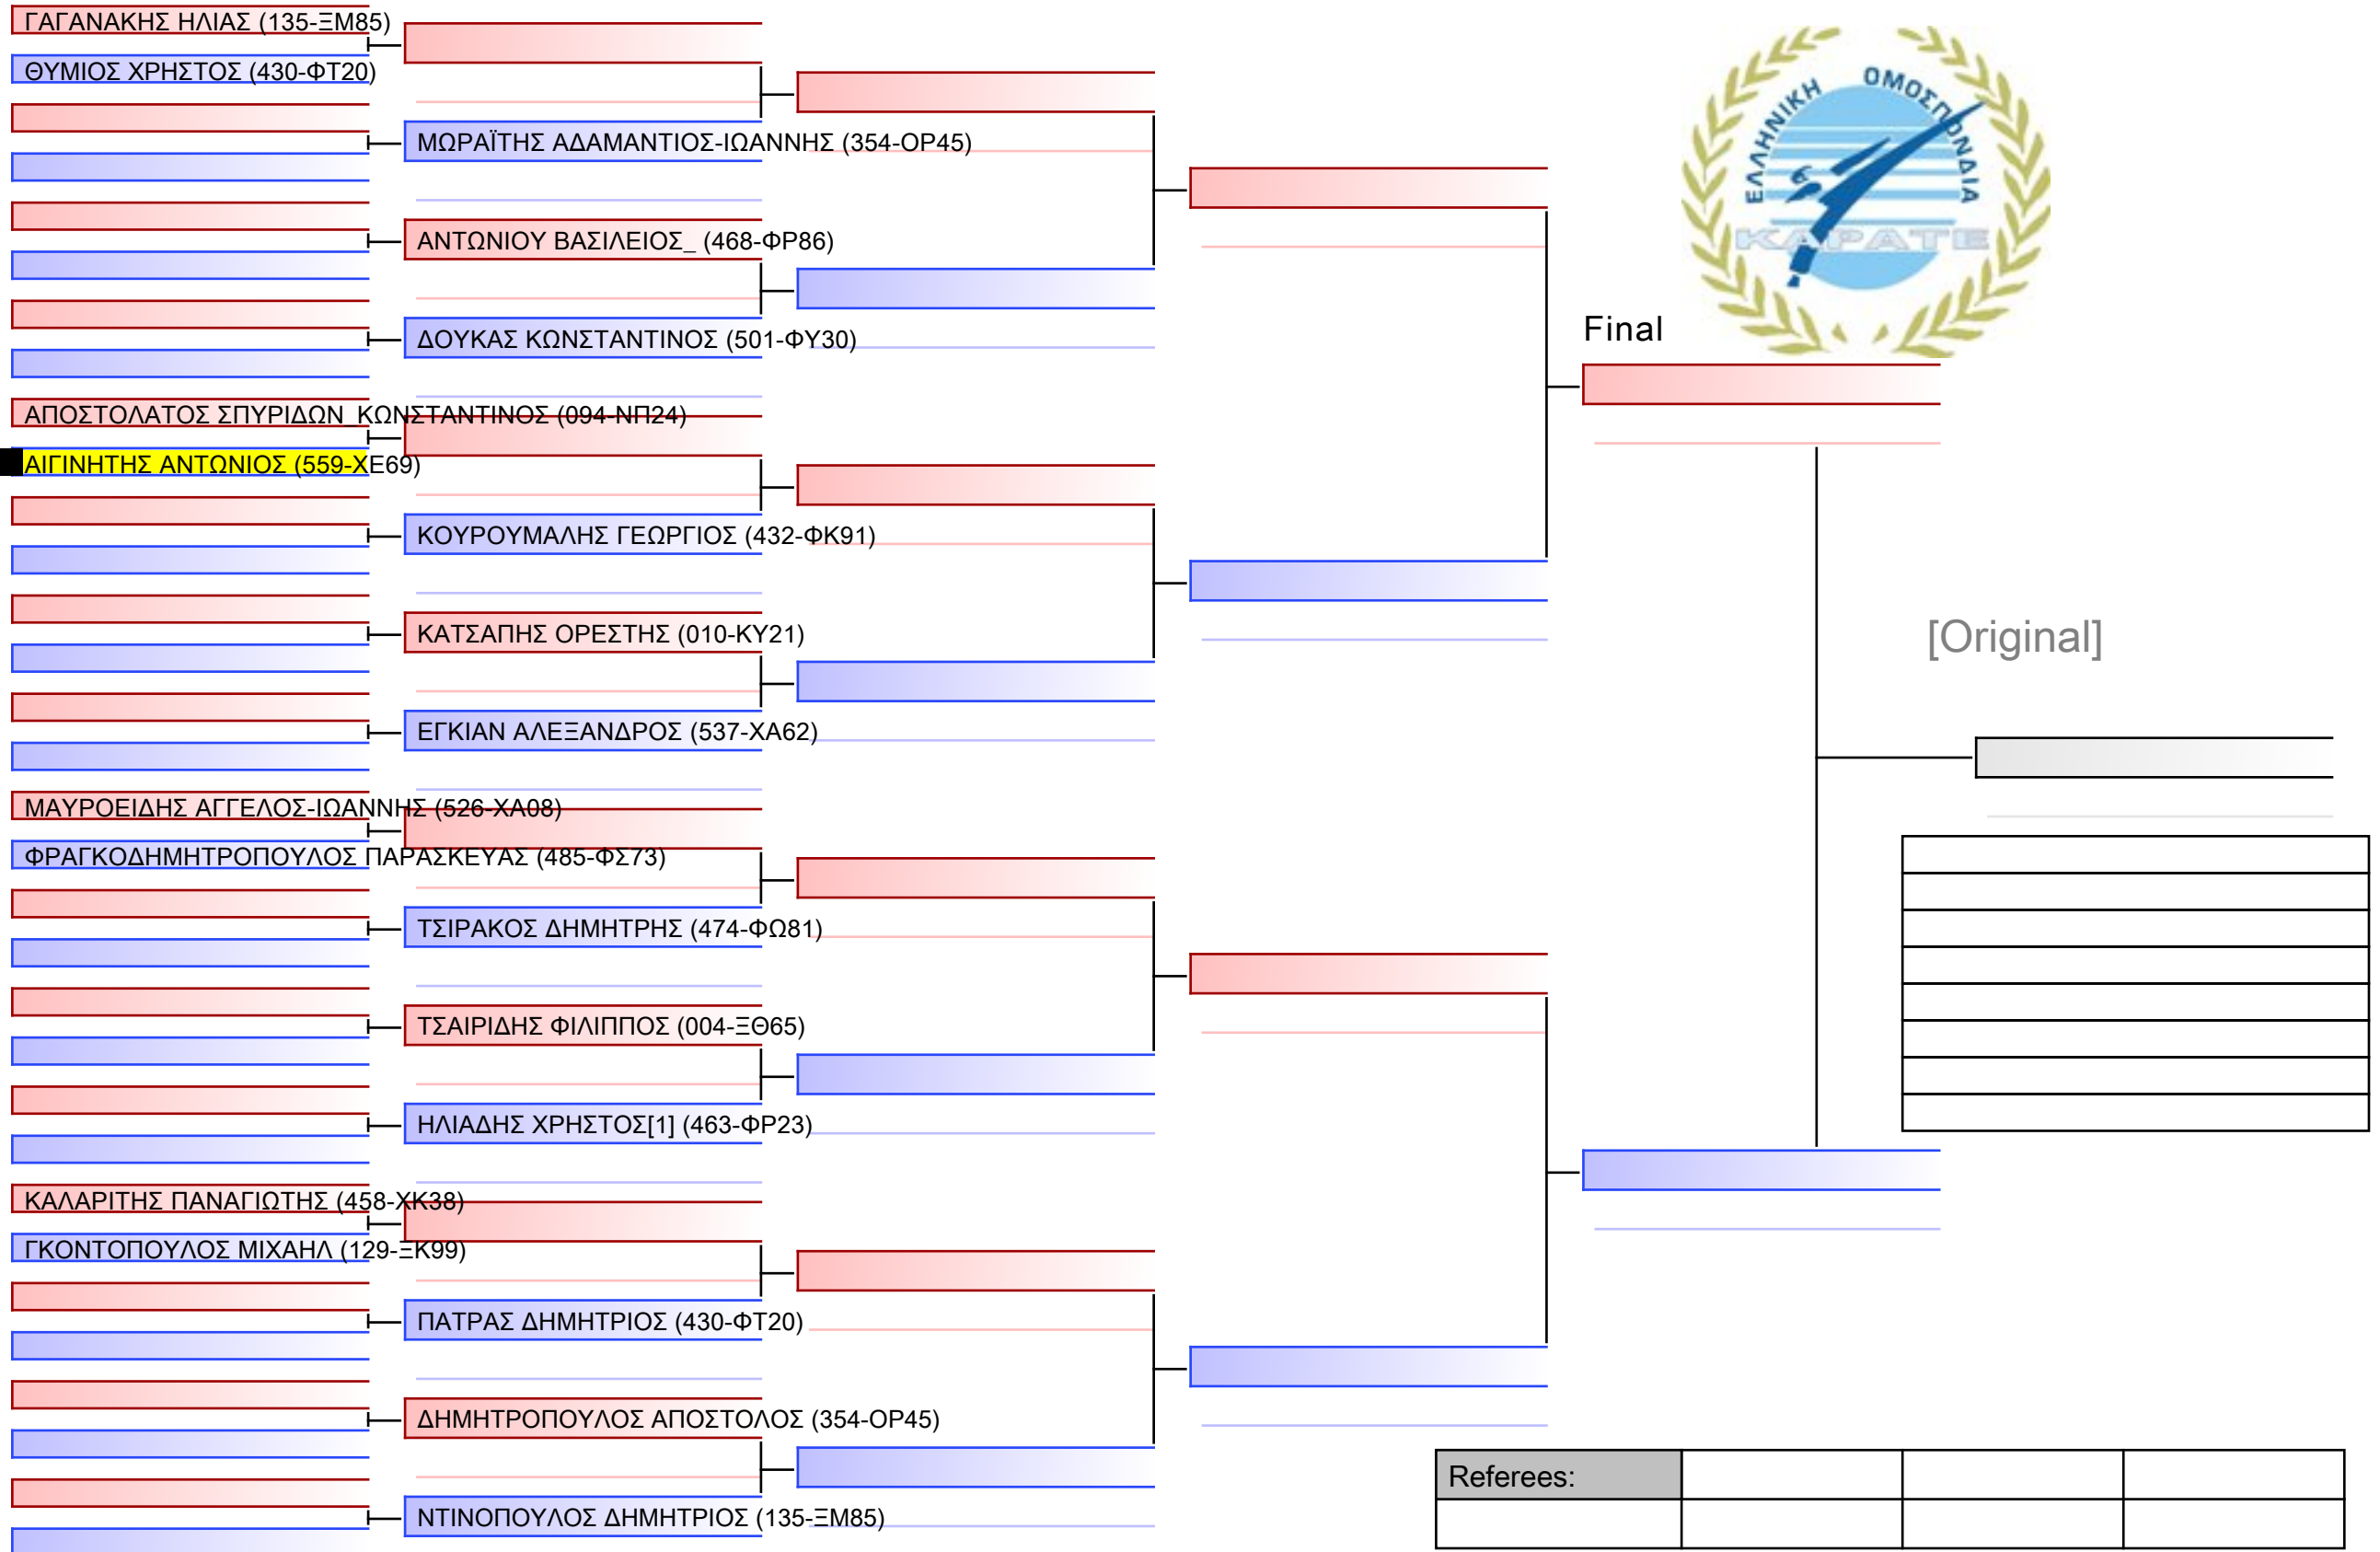 ΓΑΓΑΝΑΚΗΣ ΗΛΙΑΣ (135-ΞΜ85)
ΘΥΜΙΟΣ ΧΡΗΣΤΟΣ (430-ΦΤ20)
ΜΩΡΑΪΤΗΣ ΑΔΑΜΑΝΤΙΟΣ-ΙΩΑΝΝΗΣ (354-ΟΡ45)
ΑΝΤΩΝΙΟΥ ΒΑΣΙΛΕΙΟΣ_ (468-ΦΡ86)
ΔΟΥΚΑΣ ΚΩΝΣΤΑΝΤΙΝΟΣ (501-ΦΥ30)
ΑΠΟΣΤΟΛΑΤΟΣ ΣΠΥΡΙΔΩΝ_ΚΩΝΣΤΑΝΤΙΝΟΣ (094-ΝΠ24)
ΑΙΓΙΝΗΤΗΣ ΑΝΤΩΝΙΟΣ (559-ΧΕ69)
ΚΟΥΡΟΥΜΑΛΗΣ ΓΕΩΡΓΙΟΣ (432-ΦΚ91)
ΚΑΤΣΑΠΗΣ ΟΡΕΣΤΗΣ (010-ΚΥ21)
ΕΓΚΙΑΝ ΑΛΕΞΑΝΔΡΟΣ (537-ΧΑ62)
ΜΑΥΡΟΕΙΔΗΣ ΑΓΓΕΛΟΣ-ΙΩΑΝΝΗΣ (526-ΧΑ08)
ΦΡΑΓΚΟΔΗΜΗΤΡΟΠΟΥΛΟΣ ΠΑΡΑΣΚΕΥΑΣ (485-ΦΣ73)
ΤΣΙΡΑΚΟΣ ΔΗΜΗΤΡΗΣ (474-ΦΩ81)
ΤΣΑΙΡΙΔΗΣ ΦΙΛΙΠΠΟΣ (004-ΞΘ65)
ΗΛΙΑΔΗΣ ΧΡΗΣΤΟΣ[1] (463-ΦΡ23)
ΚΑΛΑΡΙΤΗΣ ΠΑΝΑΓΙΩΤΗΣ (458-ΧΚ38)
ΓΚΟΝΤΟΠΟΥΛΟΣ ΜΙΧΑΗΛ (129-ΞΚ99)
ΠΑΤΡΑΣ ΔΗΜΗΤΡΙΟΣ (430-ΦΤ20)
ΔΗΜΗΤΡΟΠΟΥΛΟΣ ΑΠΟΣΤΟΛΟΣ (354-ΟΡ45)
ΝΤΙΝΟΠΟΥΛΟΣ ΔΗΜΗΤΡΙΟΣ (135-ΞΜ85)
ΕΛΛΗΝΙΚΗ ΟΜΟΣΠΟΝΔΙΑ
ΚΑΡΑΤΕ
Final
[Original]
Referees: